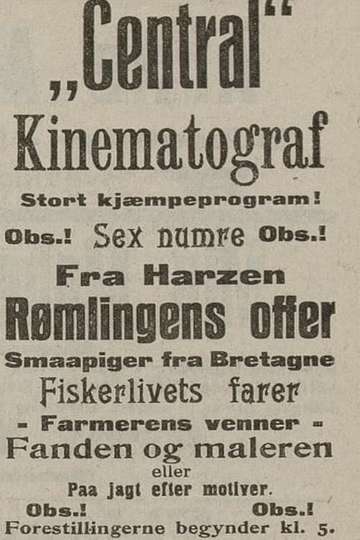 „Central“
Kinematograf
Stort kjæmpeprogram!
Obs.! Sex numre Obs.!
Fra Harzen
Rømlingens offer
Smaapiger fra Bretagne
Fiskerlivets farer
- Farmerens venner -
Fanden og maleren
eller
Paa jagt efter motiver.
Obs.! Obs.!
Forestillingerne begynder kl. 5.